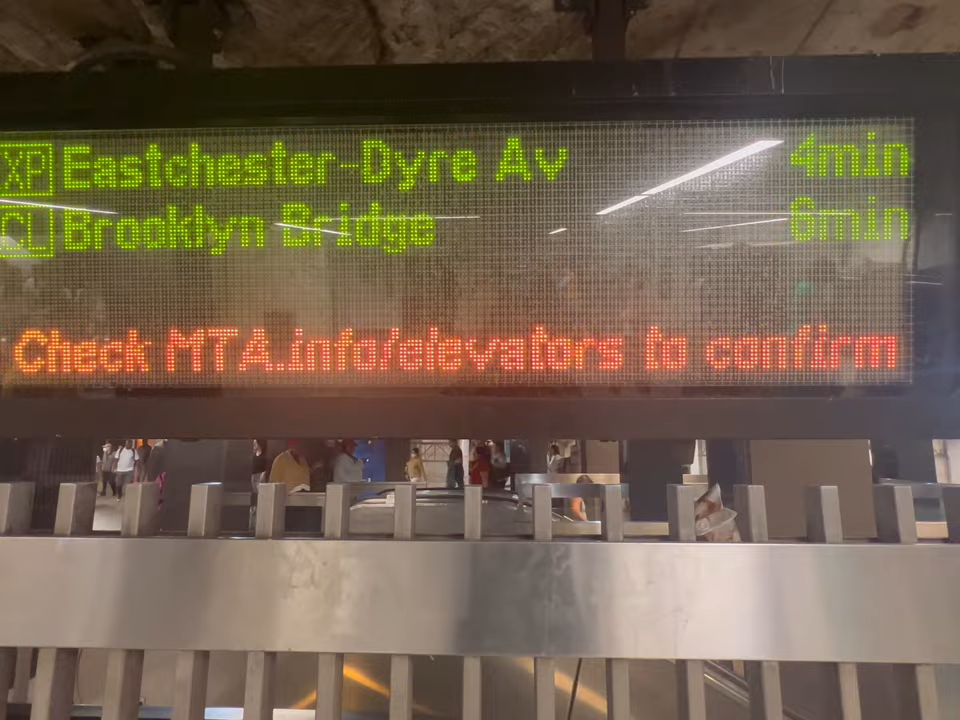 XP Eastchester-Dyre Av 4min
CL Brooklyn Bridge 6min
Check MTA.info/elevators to confirm